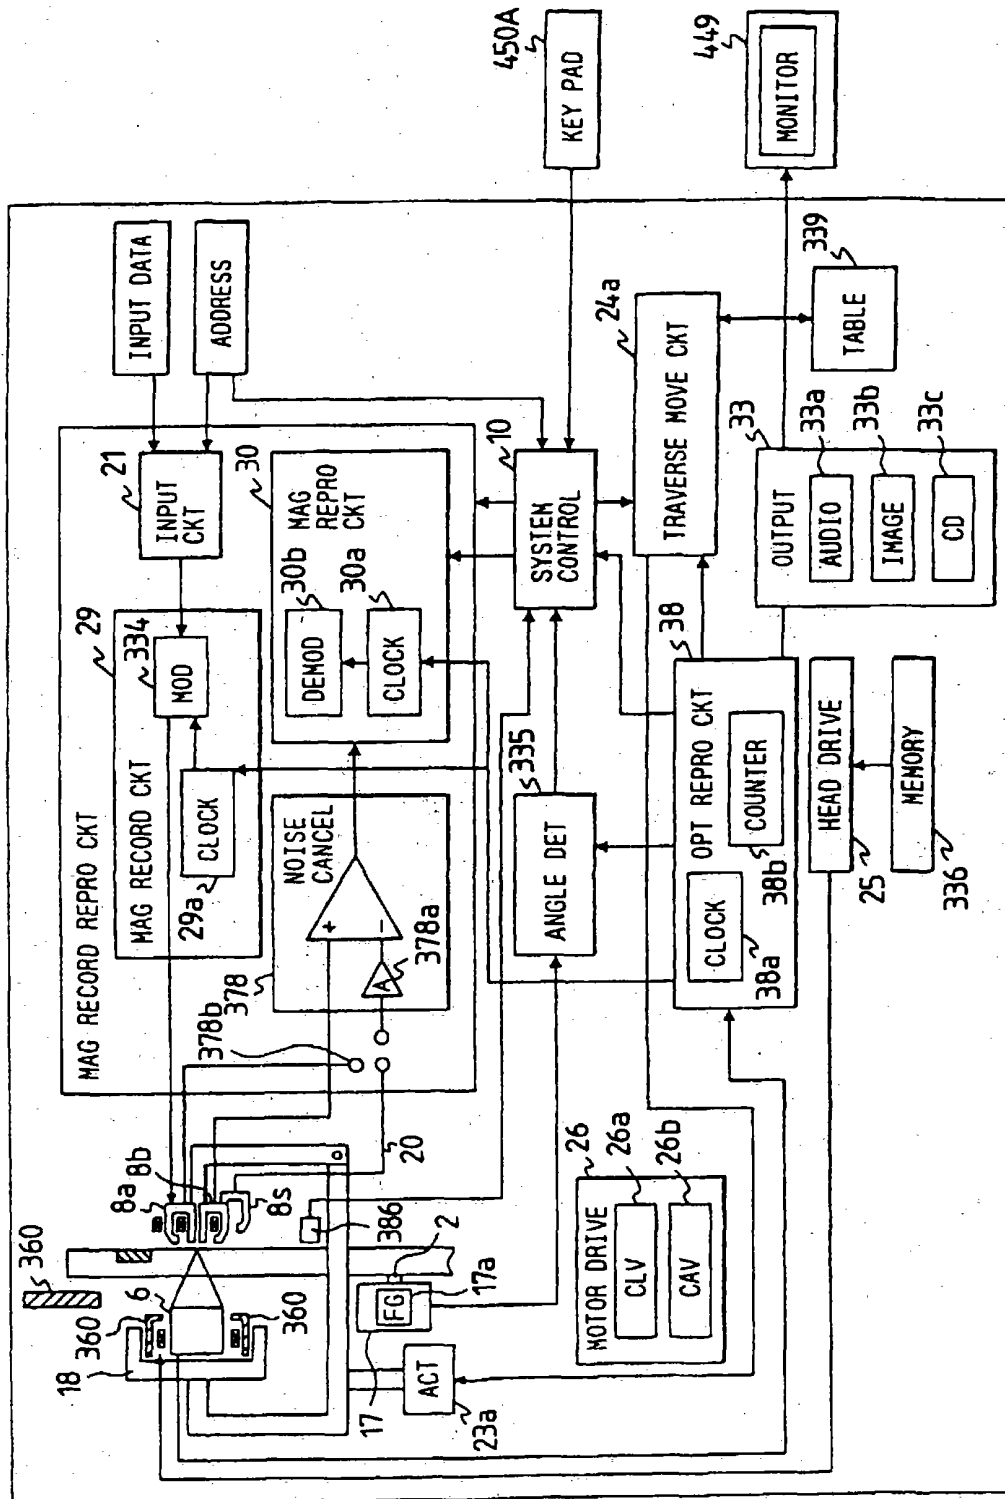 MAG RECORD REPRO CKT
MAG RECORD CKT
29
334
MOD
CLOCK
29a
21
INPUT
CKT
INPUT DATA
ADDRESS
NOISE
CANCEL
+
−
A
378a
378
378b
30
MAG
REPRO
CKT
30b
DEMOD
30a
CLOCK
10
SYSTEM
CONTROL
450A
KEY PAD
449
MONITOR
335
ANGLE DET
24a
TRAVERSE MOVE CKT
339
TABLE
38
OPT REPRO CKT
CLOCK
38a
COUNTER
38b
33
OUTPUT
33a
AUDIO
33b
IMAGE
33c
CD
HEAD DRIVE
25
MEMORY
336
26
MOTOR DRIVE
26a
CLV
26b
CAV
360
6
360
360
18
8a
8b
8s
20
386
2
17a
FG
17
ACT
23a